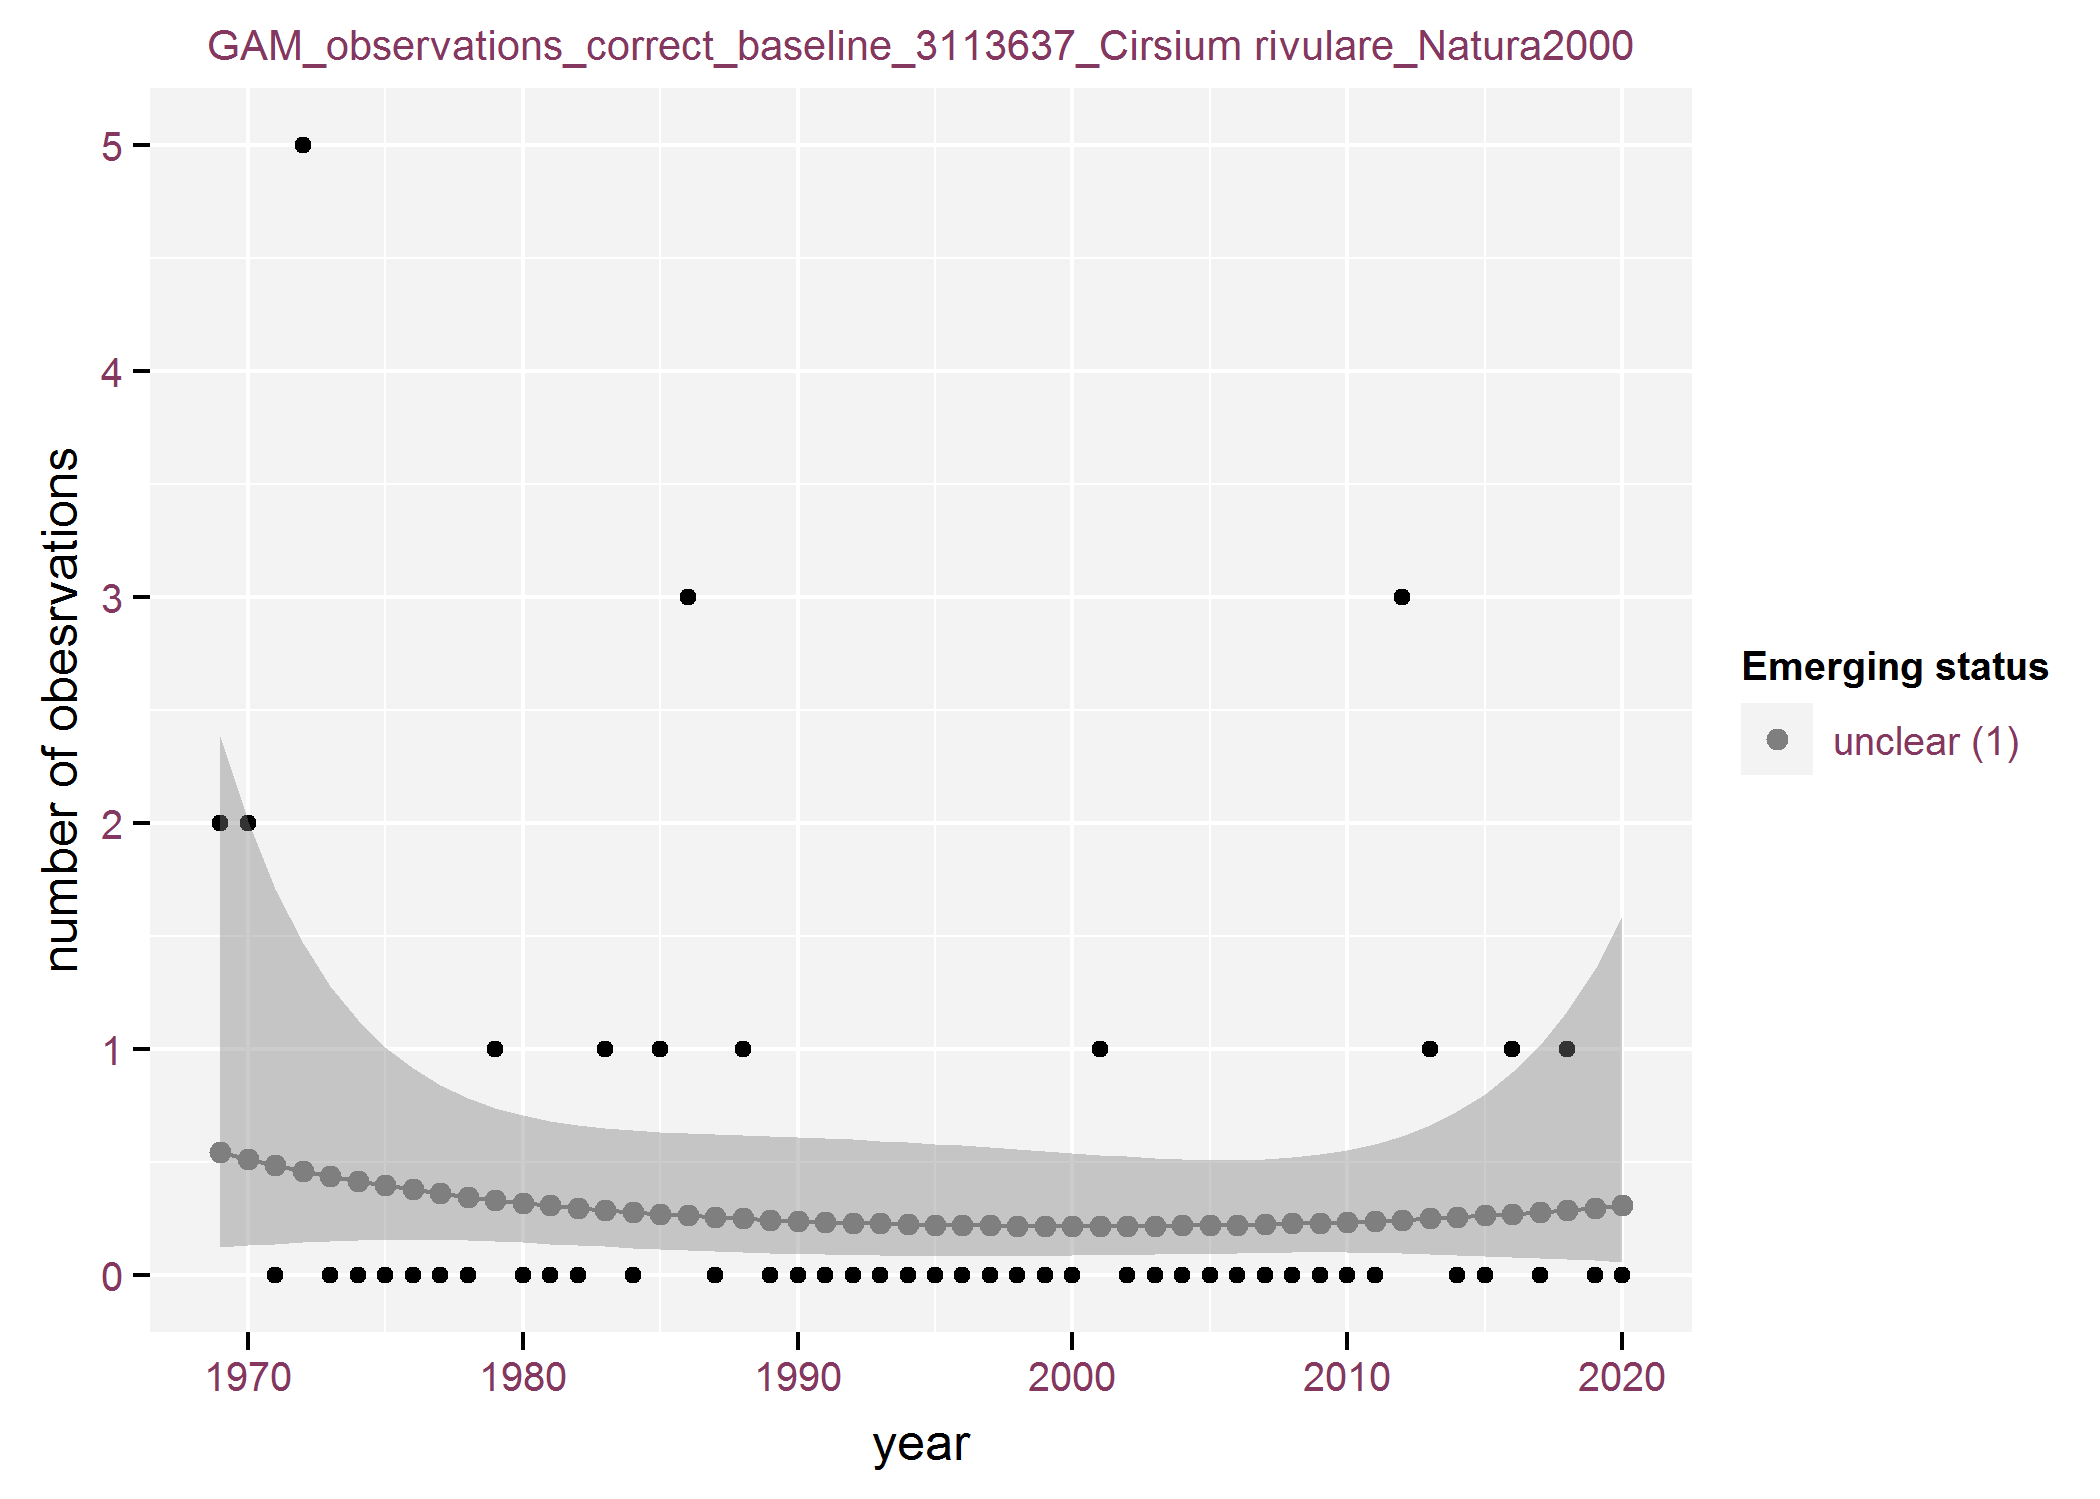 GAM_observations_correct_baseline_3113637_Cirsium rivulare_Natura2000
number of obesrvations
5
4
3
2
1
0
1970 1980 1990 2000 2010 2020
year
Emerging status
unclear (1)